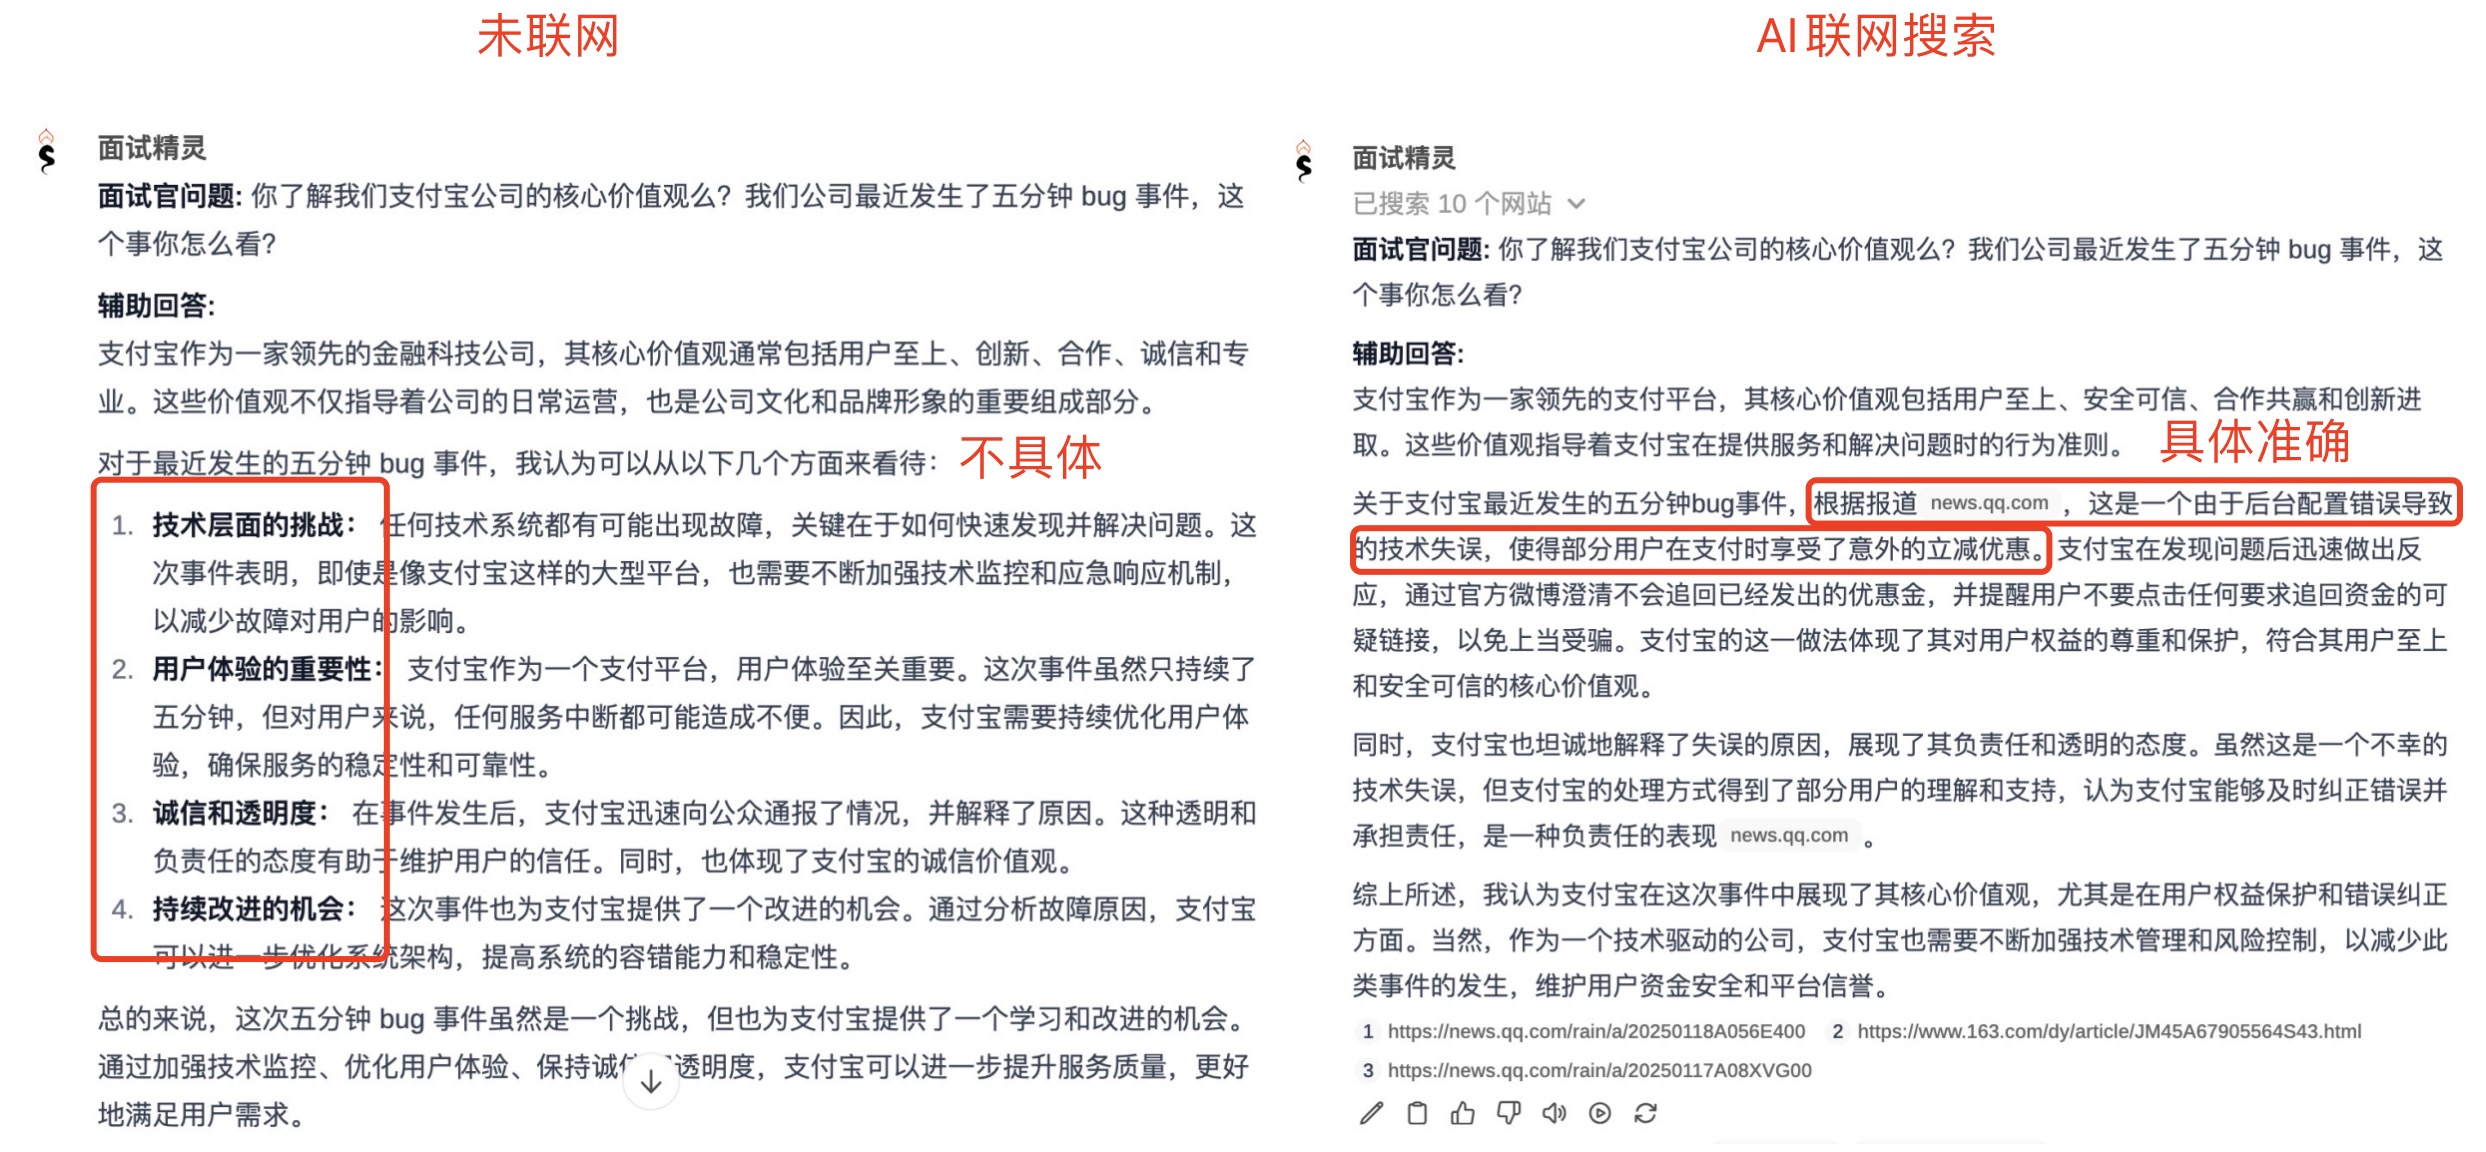 未联网
面试精灵
面试官问题: 你了解我们支付宝公司的核心价值观么？我们公司最近发生了五分钟 bug 事件，这
个事你怎么看?
辅助回答:
支付宝作为一家领先的金融科技公司，其核心价值观通常包括用户至上、创新、合作、诚信和专
业。这些价值观不仅指导着公司的日常运营，也是公司文化和品牌形象的重要组成部分。
对于最近发生的五分钟 bug 事件，我认为可以从以下几个方面来看待：
不具体
1. 技术层面的挑战： 任何技术系统都有可能出现故障，关键在于如何快速发现并解决问题。这
次事件表明，即使是像支付宝这样的大型平台，也需要不断加强技术监控和应急响应机制，
以减少故障对用户的影响。
2. 用户体验的重要性： 支付宝作为一个支付平台，用户体验至关重要。这次事件虽然只持续了
五分钟，但对用户来说，任何服务中断都可能造成不便。因此，支付宝需要持续优化用户体
验，确保服务的稳定性和可靠性。
3. 诚信和透明度： 在事件发生后，支付宝迅速向公众通报了情况，并解释了原因。这种透明和
负责任的态度有助于维护用户的信任。同时，也体现了支付宝的诚信价值观。
4. 持续改进的机会： 这次事件也为支付宝提供了一个改进的机会。通过分析故障原因，支付宝
可以进一步优化系统架构，提高系统的容错能力和稳定性。
总的来说，这次五分钟 bug 事件虽然是一个挑战，但也为支付宝提供了一个学习和改进的机会。
通过加强技术监控、优化用户体验、保持诚信 透明度，支付宝可以进一步提升服务质量，更好
地满足用户需求。
AI联网搜索
面试精灵
已搜索 10 个网站
面试官问题: 你了解我们支付宝公司的核心价值观么？我们公司最近发生了五分钟 bug 事件，这
个事你怎么看?
辅助回答:
支付宝作为一家领先的支付平台，其核心价值观包括用户至上、安全可信、合作共赢和创新进
取。这些价值观指导着支付宝在提供服务和解决问题时的行为准则。
具体准确
关于支付宝最近发生的五分钟bug事件，根据报道 news.qq.com ，这是一个由于后台配置错误导致
的技术失误，使得部分用户在支付时享受了意外的立减优惠。支付宝在发现问题后迅速做出反
应，通过官方微博澄清不会追回已经发出的优惠金，并提醒用户不要点击任何要求追回资金的可
疑链接，以免上当受骗。支付宝的这一做法体现了其对用户权益的尊重和保护，符合其用户至上
和安全可信的核心价值观。
同时，支付宝也坦诚地解释了失误的原因，展现了其负责任和透明的态度。虽然这是一个不幸的
技术失误，但支付宝的处理方式得到了部分用户的理解和支持，认为支付宝能够及时纠正错误并
承担责任，是一种负责任的表现 news.qq.com 。
综上所述，我认为支付宝在这次事件中展现了其核心价值观，尤其是在用户权益保护和错误纠正
方面。当然，作为一个技术驱动的公司，支付宝也需要不断加强技术管理和风险控制，以减少此
类事件的发生，维护用户资金安全和平台信誉。
1 https://news.qq.com/rain/a/20250118A056E400 2 https://www.163.com/dy/article/JM45A67905564S43.html
3 https://news.qq.com/rain/a/20250117A08XVG00